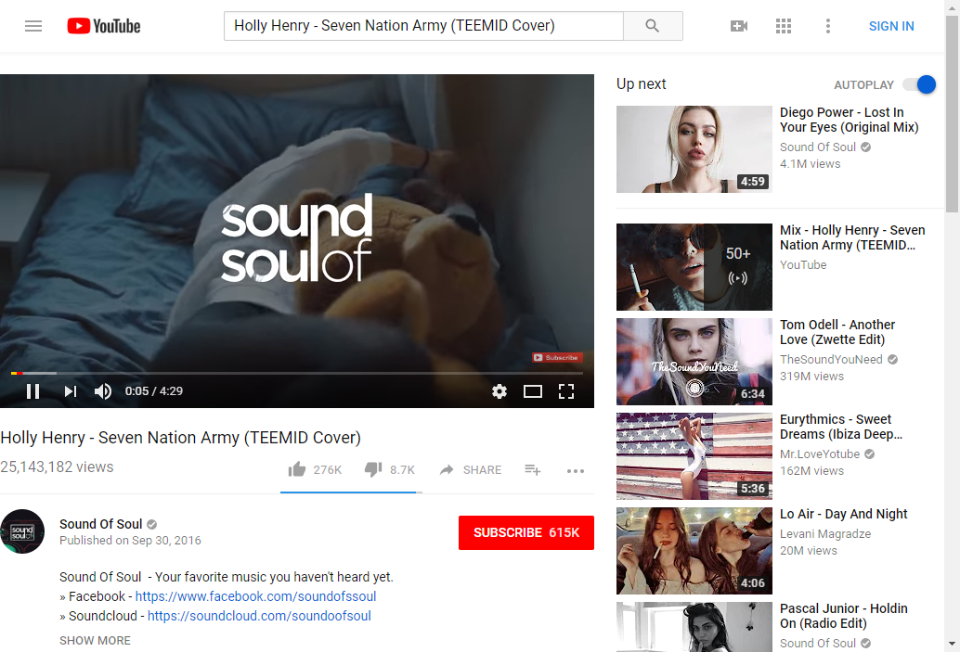 YouTube
Holly Henry - Seven Nation Army (TEEMID Cover)
SIGN IN
sound
soulof
Subscribe
0:05 / 4:29
Holly Henry - Seven Nation Army (TEEMID Cover)
25,143,182 views
276K
8.7K
SHARE
sound
soulof
Sound Of Soul
Published on Sep 30, 2016
SUBSCRIBE 615K
Sound Of Soul - Your favorite music you haven't heard yet.
» Facebook - https://www.facebook.com/soundofssoul
» Soundcloud - https://soundcloud.com/soundoofsoul
SHOW MORE
Up next
AUTOPLAY
4:59
Diego Power - Lost In
Your Eyes (Original Mix)
Sound Of Soul
4.1M views
50+
Mix - Holly Henry - Seven
Nation Army (TEEMID…
YouTube
TheSoundYouNeed
6:34
Tom Odell - Another
Love (Zwette Edit)
TheSoundYouNeed
319M views
5:36
Eurythmics - Sweet
Dreams (Ibiza Deep…
Mr.LoveYotube
162M views
4:06
Lo Air - Day And Night
Levani Magradze
20M views
Pascal Junior - Holdin
On (Radio Edit)
Sound Of Soul